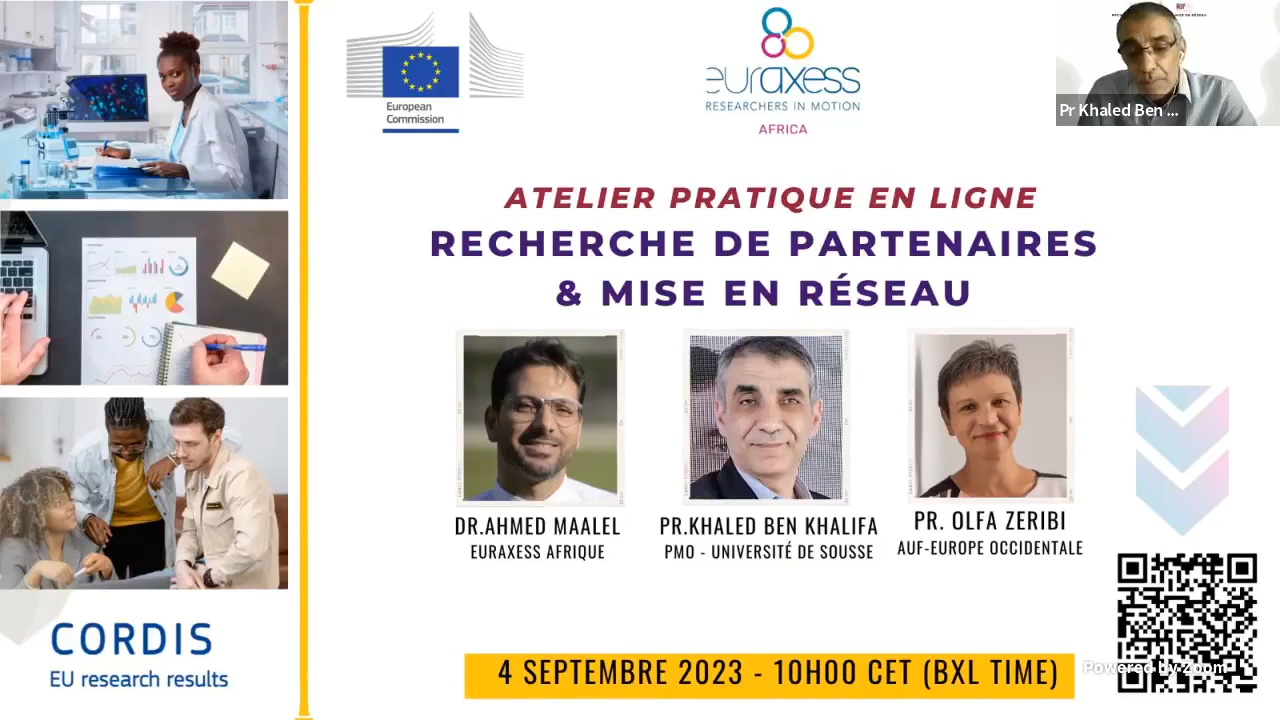 European
Commission
euraxess
RESEARCHERS IN MOTION
AFRICA
Pr Khaled Ben ...
ATELIER PRATIQUE EN LIGNE
RECHERCHE DE PARTENAIRES
& MISE EN RÉSEAU
DR.AHMED MAALEL
EURAXESS AFRIQUE
PR.KHALED BEN KHALIFA
PMO - UNIVERSITÉ DE SOUSSE
PR. OLFA ZERIBI
AUF-EUROPE OCCIDENTALE
CORDIS
EU research results
4 SEPTEMBRE 2023 - 10H00 CET (BXL TIME)
Powered by Zoom